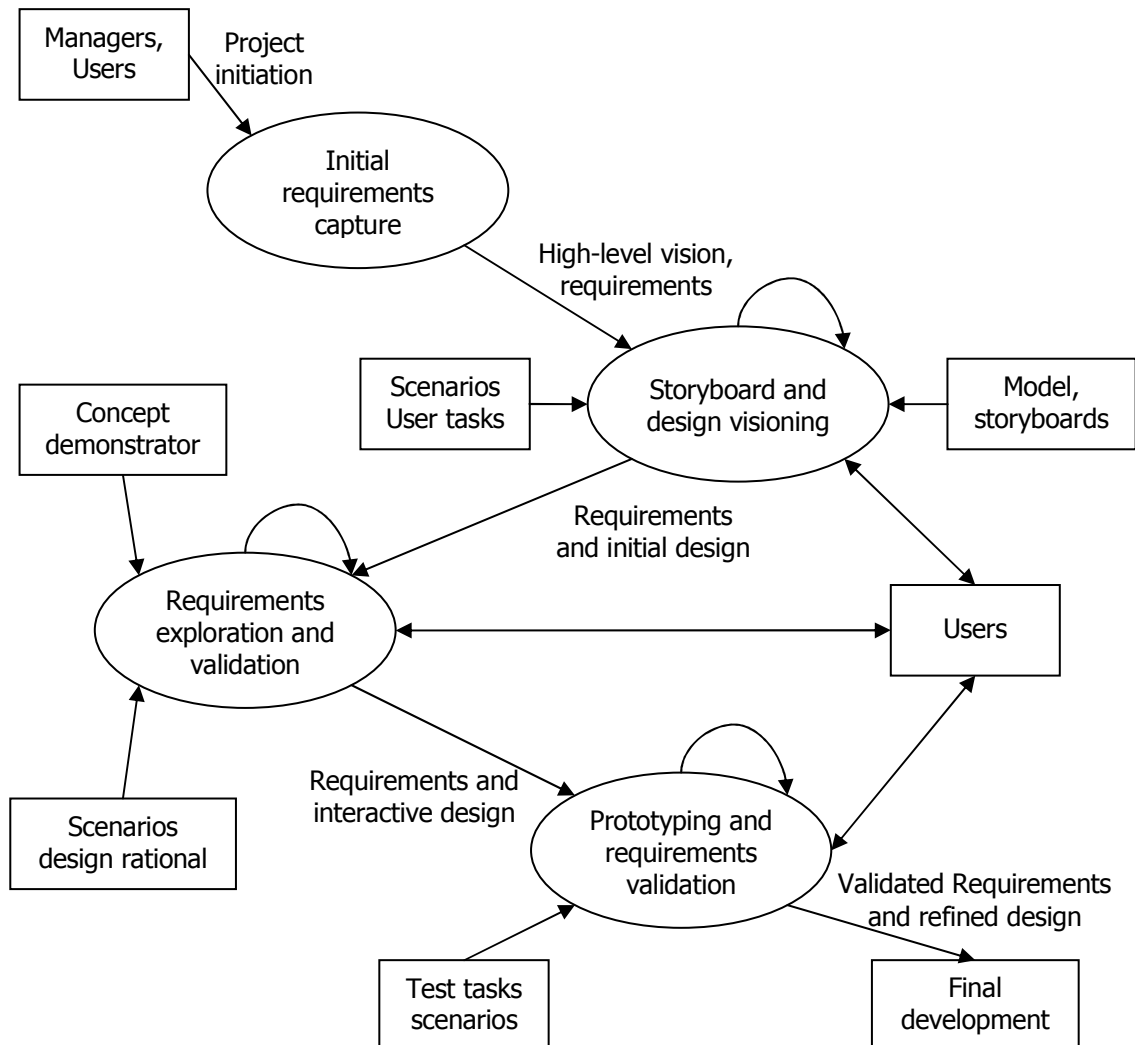 Managers,
Users
Project
initiation
Initial
requirements
capture
High-level vision,
requirements
Scenarios
User tasks
Storyboard and
design visioning
Model,
storyboards
Concept
demonstrator
Requirements
and initial design
Requirements
exploration and
validation
Users
Scenarios
design rational
Requirements and
interactive design
Prototyping and
requirements
validation
Validated Requirements
and refined design
Test tasks
scenarios
Final
development